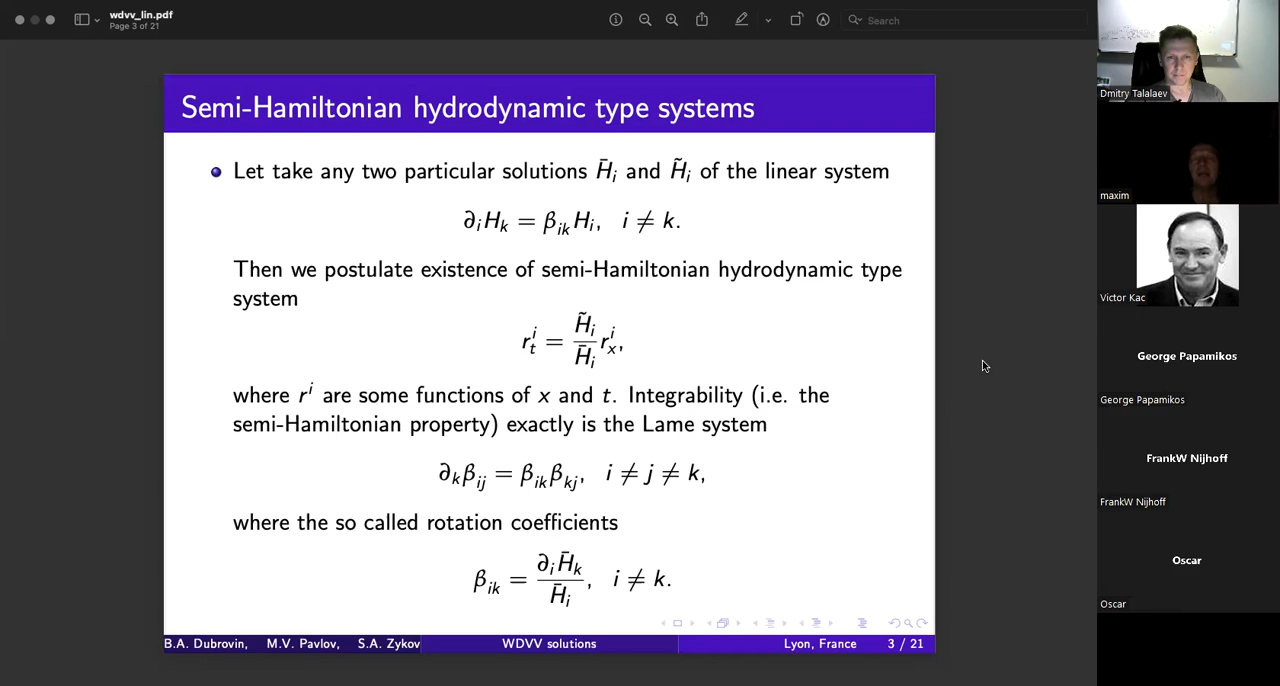 wdvv_lin.pdf
Page 3 of 21
Search
Semi-Hamiltonian hydrodynamic type systems
Let take any two particular solutions H̄ᵢ and H̃ᵢ of the linear system
∂ᵢHₖ = βᵢₖHᵢ, i ≠ k.
Then we postulate existence of semi-Hamiltonian hydrodynamic type
system
rⁱₜ = H̃ᵢ/H̄ᵢ rⁱₓ,
where rⁱ are some functions of x and t. Integrability (i.e. the
semi-Hamiltonian property) exactly is the Lame system
∂ₖβᵢⱼ = βᵢₖβₖⱼ, i ≠ j ≠ k,
where the so called rotation coefficients
βᵢₖ = ∂ᵢH̄ₖ/H̄ᵢ, i ≠ k.
B.A. Dubrovin, M.V. Pavlov, S.A. Zykov
WDVV solutions
Lyon, France
3 / 21
Dmitry Talalaev
maxim
Victor Kac
George Papamikos
George Papamikos
FrankW Nijhoff
FrankW Nijhoff
Oscar
Oscar